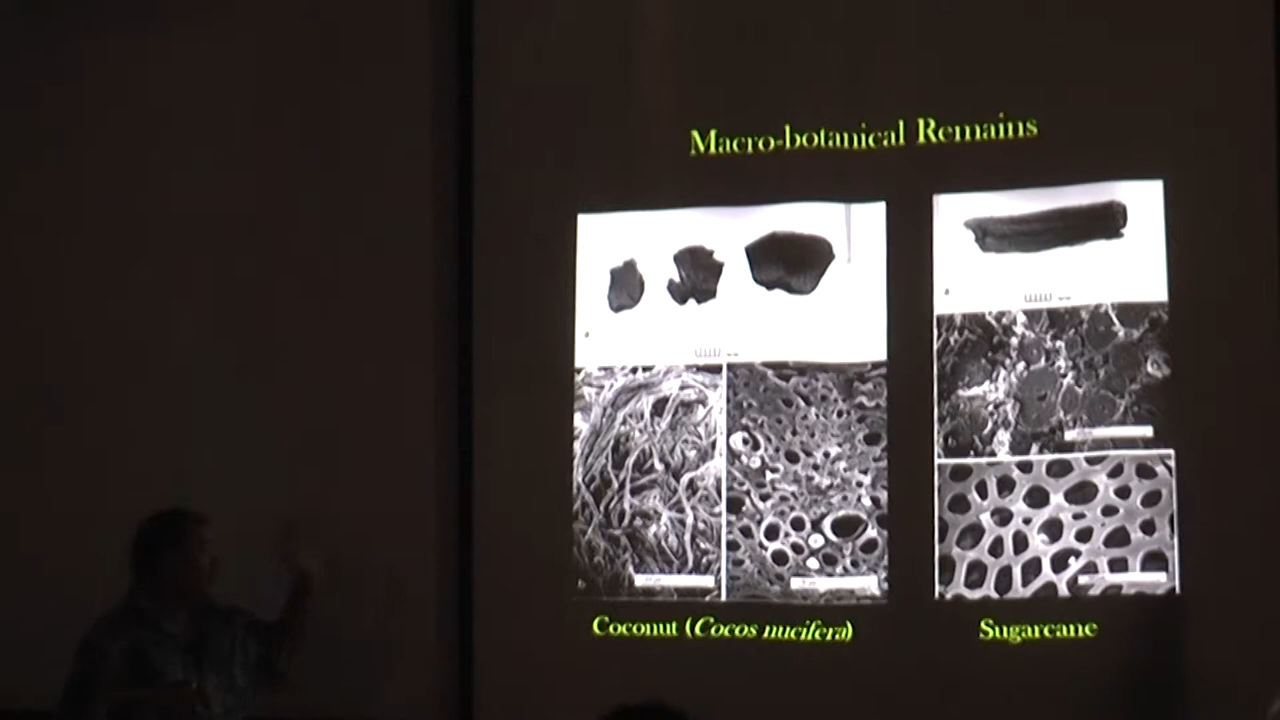 Macro-botanical Remains
Coconut (Cocos nucifera)
Sugarcane